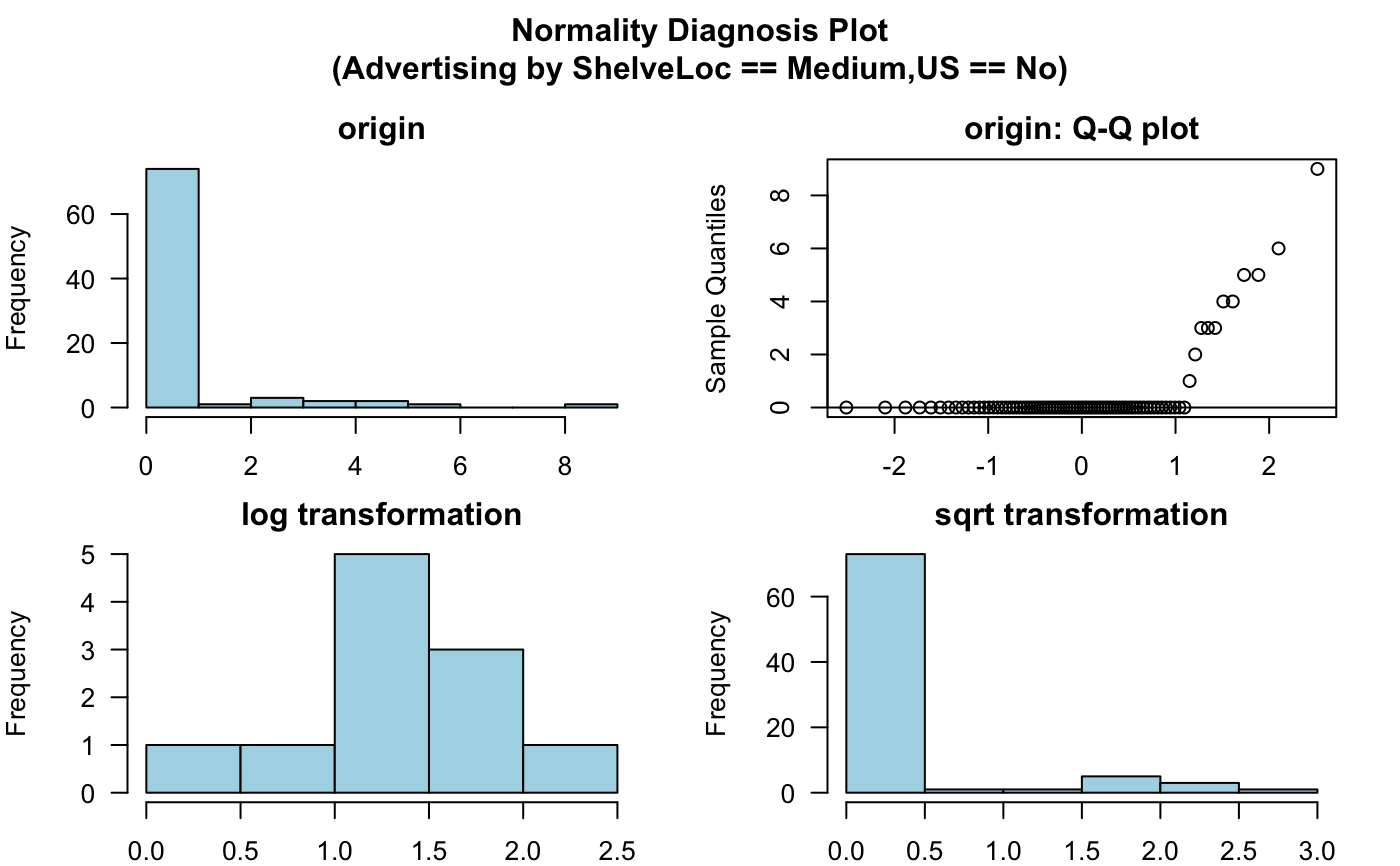 Normality Diagnosis Plot
(Advertising by ShelveLoc == Medium,US == No)
origin
Frequency
60
40
20
0
0 2 4 6 8
origin: Q-Q plot
Sample Quantiles
8
6
4
2
0
-2 -1 0 1 2
log transformation
Frequency
5
4
3
2
1
0
0.0 0.5 1.0 1.5 2.0 2.5
sqrt transformation
Frequency
60
40
20
0
0.0 0.5 1.0 1.5 2.0 2.5 3.0